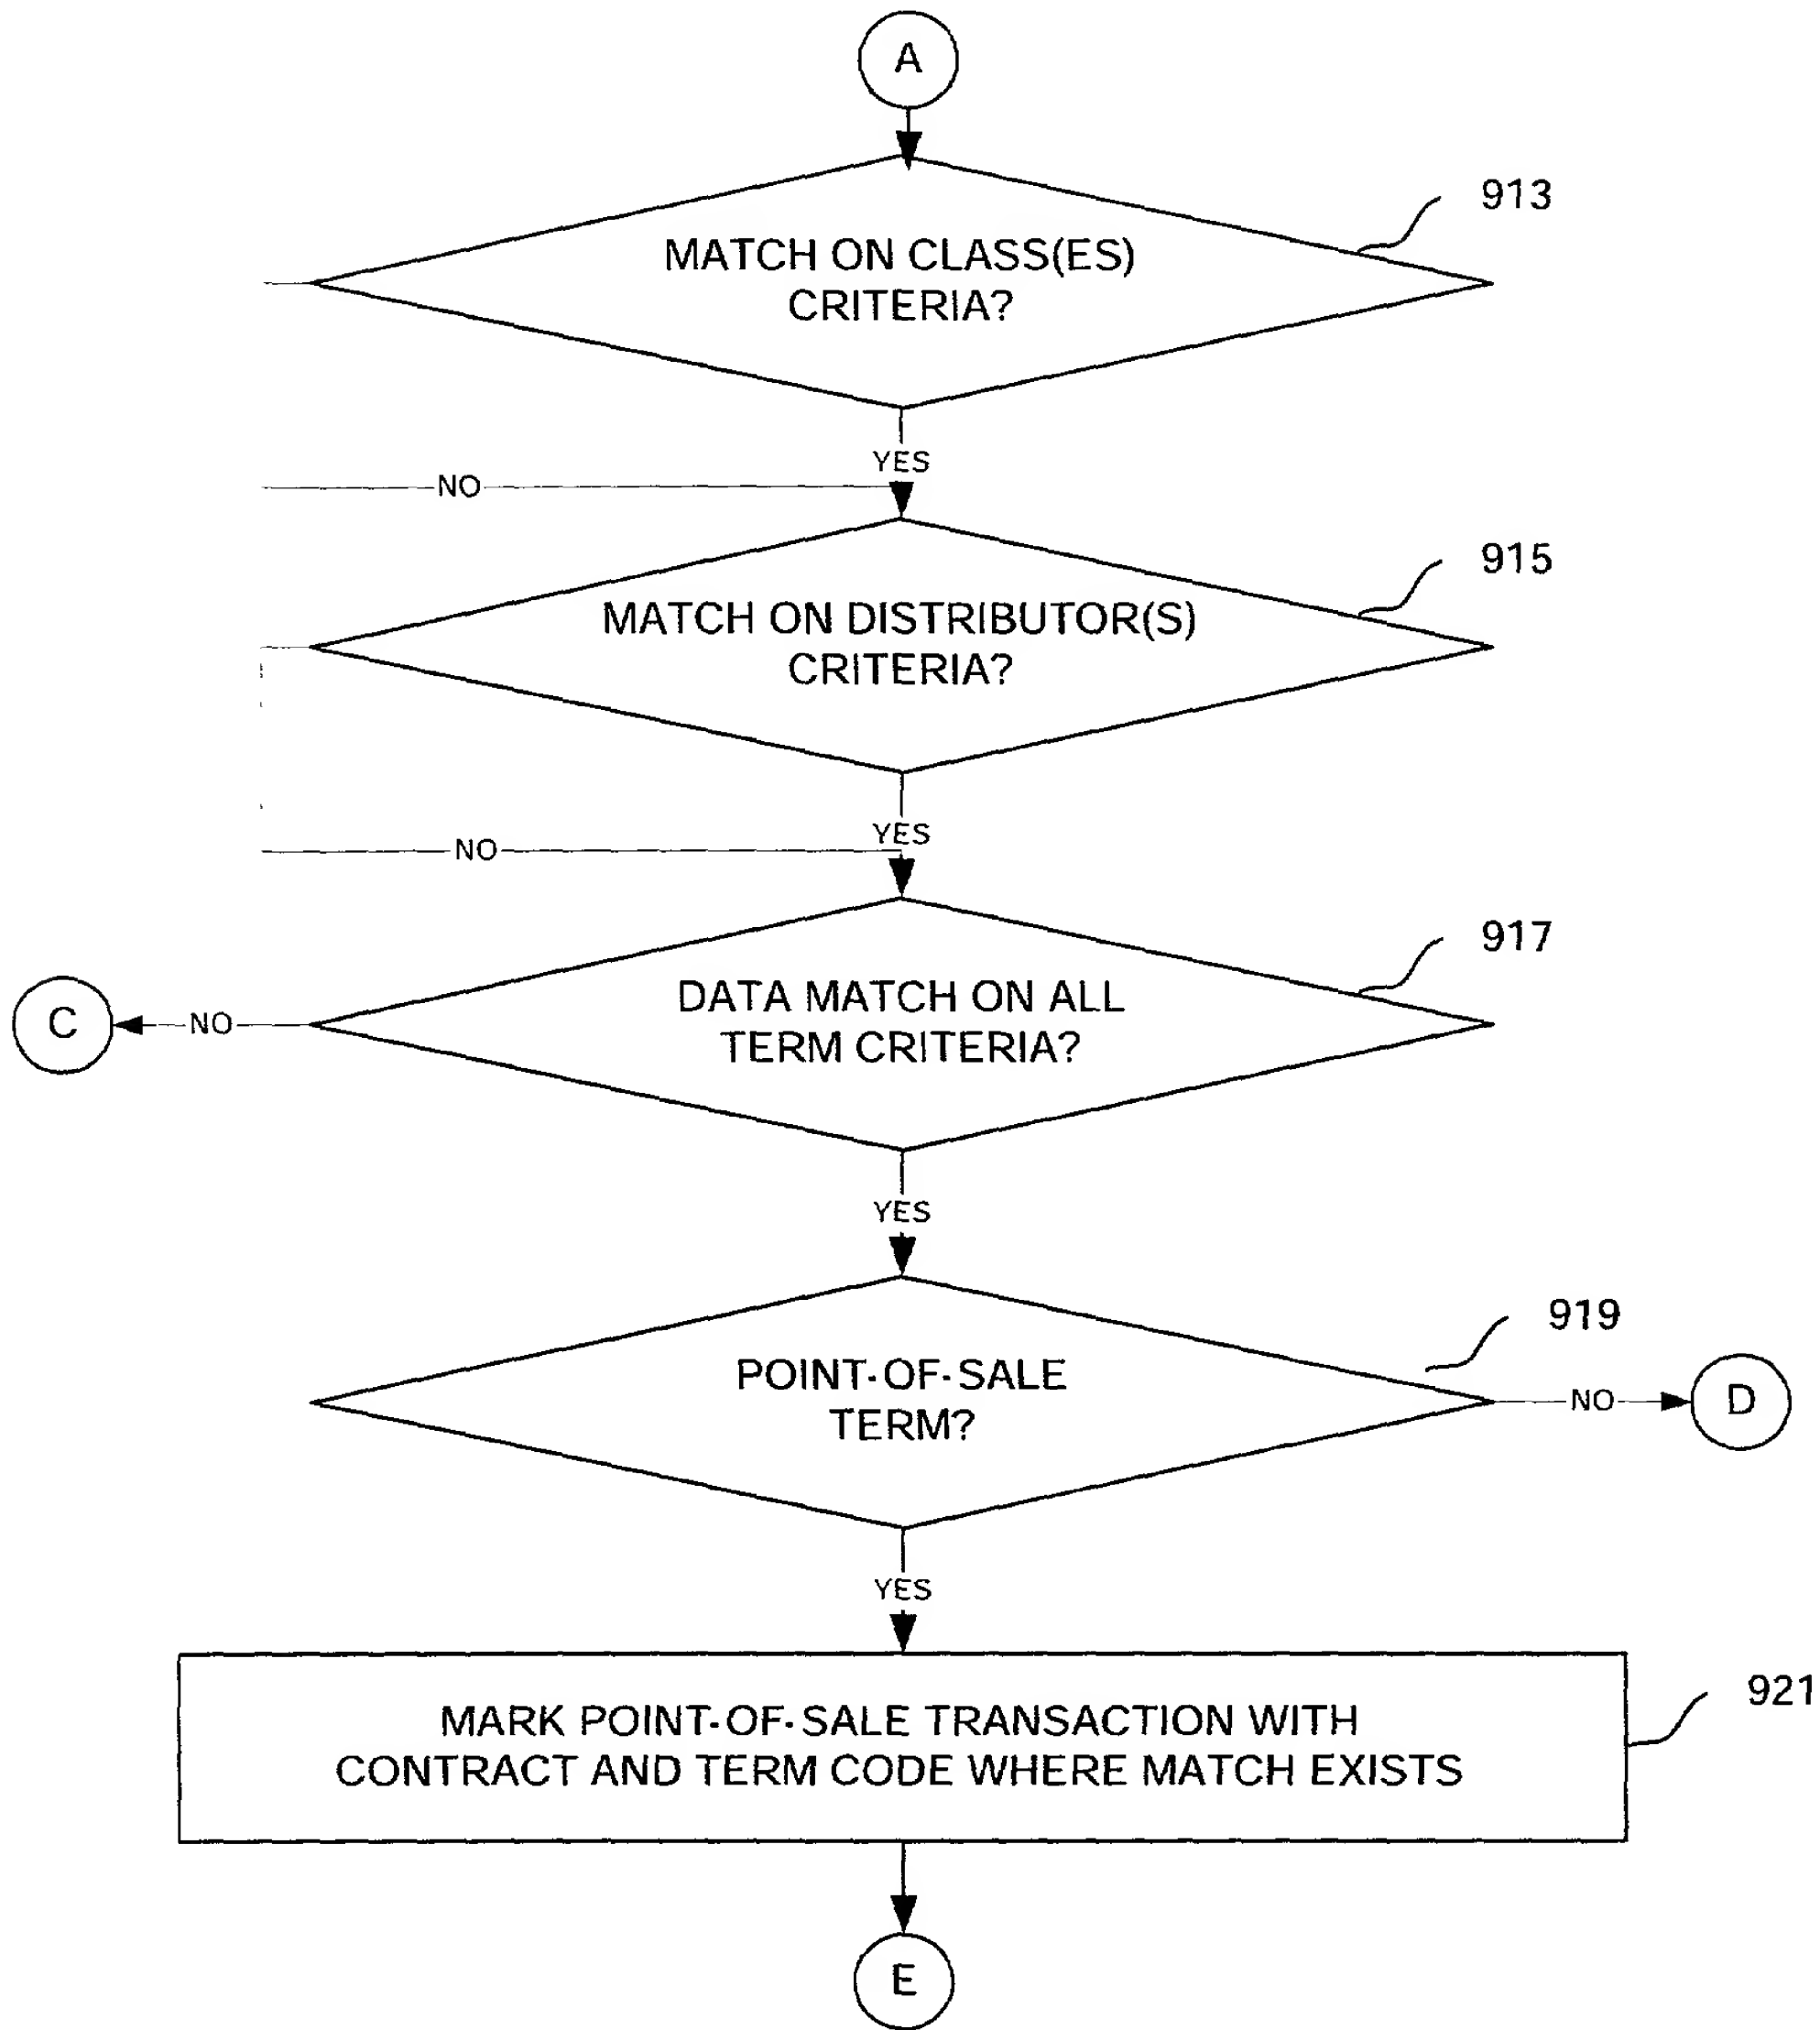 A
913
MATCH ON CLASS(ES)
CRITERIA?
YES
NO
915
MATCH ON DISTRIBUTOR(S)
CRITERIA?
YES
NO
917
DATA MATCH ON ALL
TERM CRITERIA?
C
NO
YES
919
POINT-OF-SALE
TERM?
NO
D
YES
921
MARK POINT-OF-SALE TRANSACTION WITH
CONTRACT AND TERM CODE WHERE MATCH EXISTS
E